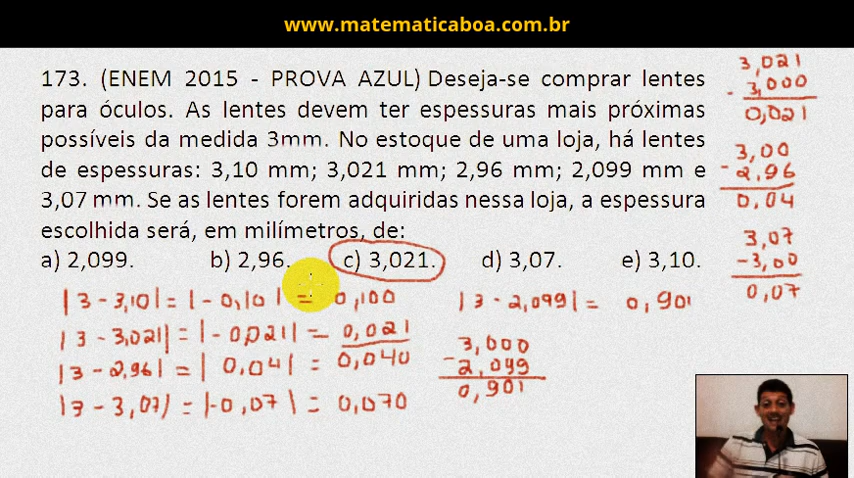 www.matematicaboa.com.br
173. (ENEM 2015 - PROVA AZUL) Deseja-se comprar lentes
para óculos. As lentes devem ter espessuras mais próximas
possíveis da medida 3mm. No estoque de uma loja, há lentes
de espessuras: 3,10 mm; 3,021 mm; 2,96 mm; 2,099 mm e
3,07 mm. Se as lentes forem adquiridas nessa loja, a espessura
escolhida será, em milímetros, de:
a) 2,099. b) 2,96. c) 3,021. d) 3,07. e) 3,10.
|3 - 3,10| = |- 0,10| = 0,100
|3 - 3,021| = |- 0,021| = 0,021
|3 - 2,96| = | 0,04| = 0,040
|3 - 3,07| = |-0,07| = 0,070
|3 - 2,099| = 0,901
3,000
- 2,099
0,901
3,021
- 3,000
0,021
3,00
- 2,96
0,04
3,07
-3,00
0,07